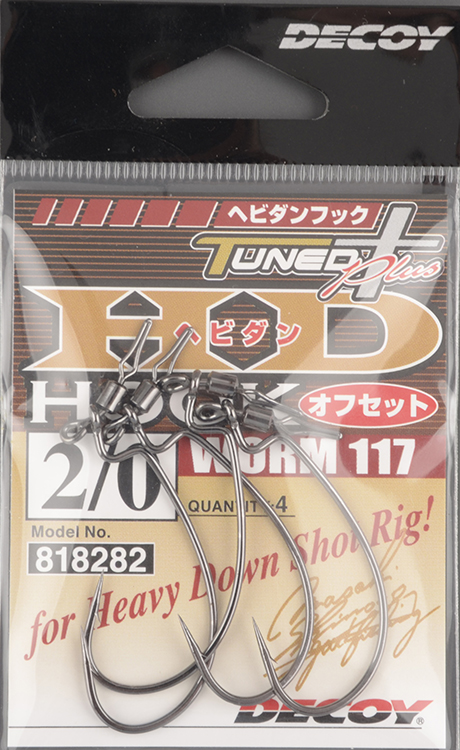 DECOY
ヘビダンフック
TUNED Plus
H・D
ヘビダン
HOOK
オフセット
2/0
WORM 117
QUANTITY:4
Model No.
818282
for Heavy Down Shot Rig!
DECOY®